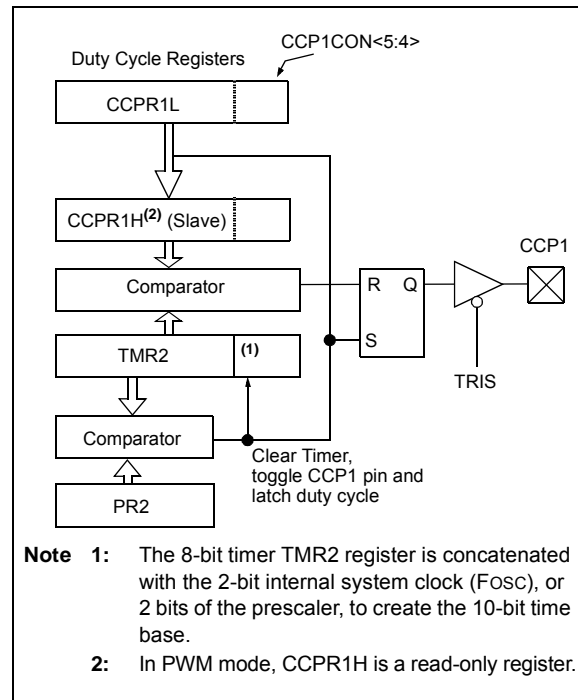 CCP1CON<5:4>
Duty Cycle Registers
CCPR1L
CCPR1H(2) (Slave)
CCP1
Comparator
R Q
TMR2 (1)
S
TRIS
Comparator
Clear Timer,
toggle CCP1 pin and
latch duty cycle
PR2
Note 1: The 8-bit timer TMR2 register is concatenated
with the 2-bit internal system clock (FOSC), or
2 bits of the prescaler, to create the 10-bit time
base.
2: In PWM mode, CCPR1H is a read-only register.